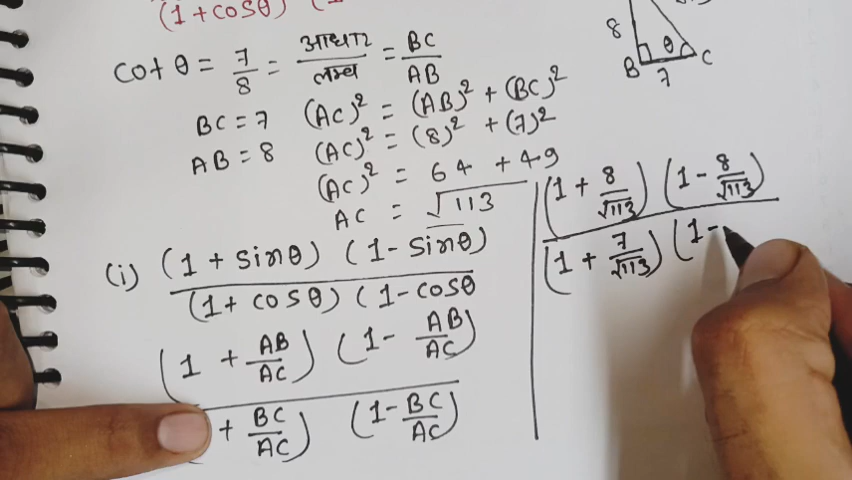 (1+cosθ) (1
cot θ = 7/8 = आधार/लम्ब = BC/AB
BC = 7 (AC)² = (AB)² + (BC)²
AB = 8 (AC)² = (8)² + (7)²
(AC)² = 64 + 49
AC = √113
(i) (1 + sinθ) (1 - sinθ) / (1 + cosθ) (1 - cosθ
(1 + AB/AC) (1 - AB/AC)
+ BC/AC) (1 - BC/AC)
8
B θ C
7
(1 + 8/√113) (1 - 8/√113)
(1 + 7/√113) (1 -